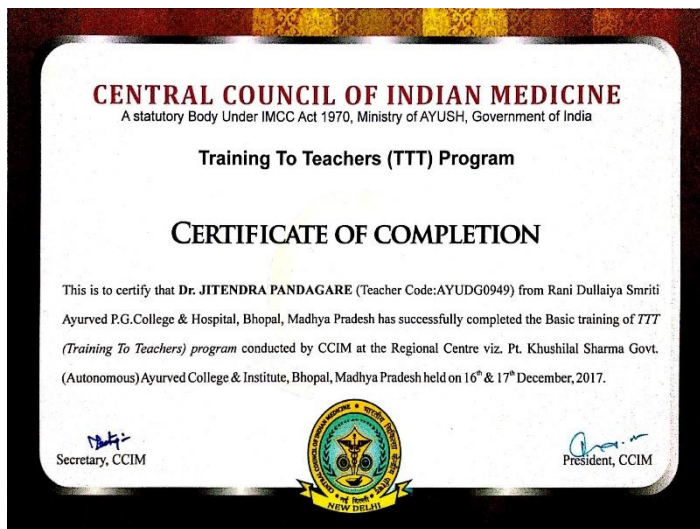 CENTRAL COUNCIL OF INDIAN MEDICINE
A statutory Body Under IMCC Act 1970, Ministry of AYUSH, Government of India
Training To Teachers (TTT) Program
CERTIFICATE OF COMPLETION
This is to certify that Dr. JITENDRA PANDAGARE (Teacher Code:AYUDG0949) from Rani Dullaiya Smriti
Ayurved P.G.College & Hospital, Bhopal, Madhya Pradesh has successfully completed the Basic training of TTT
(Training To Teachers) program conducted by CCIM at the Regional Centre viz. Pt. Khushilal Sharma Govt.
(Autonomous) Ayurved College & Institute, Bhopal, Madhya Pradesh held on 16th & 17th December, 2017.
Secretary, CCIM
President, CCIM
CENTRAL COUNCIL OF INDIAN MEDICINE
भारतीय चिकित्सा केन्द्रीय परिषद
नई दिल्ली
NEW DELHI